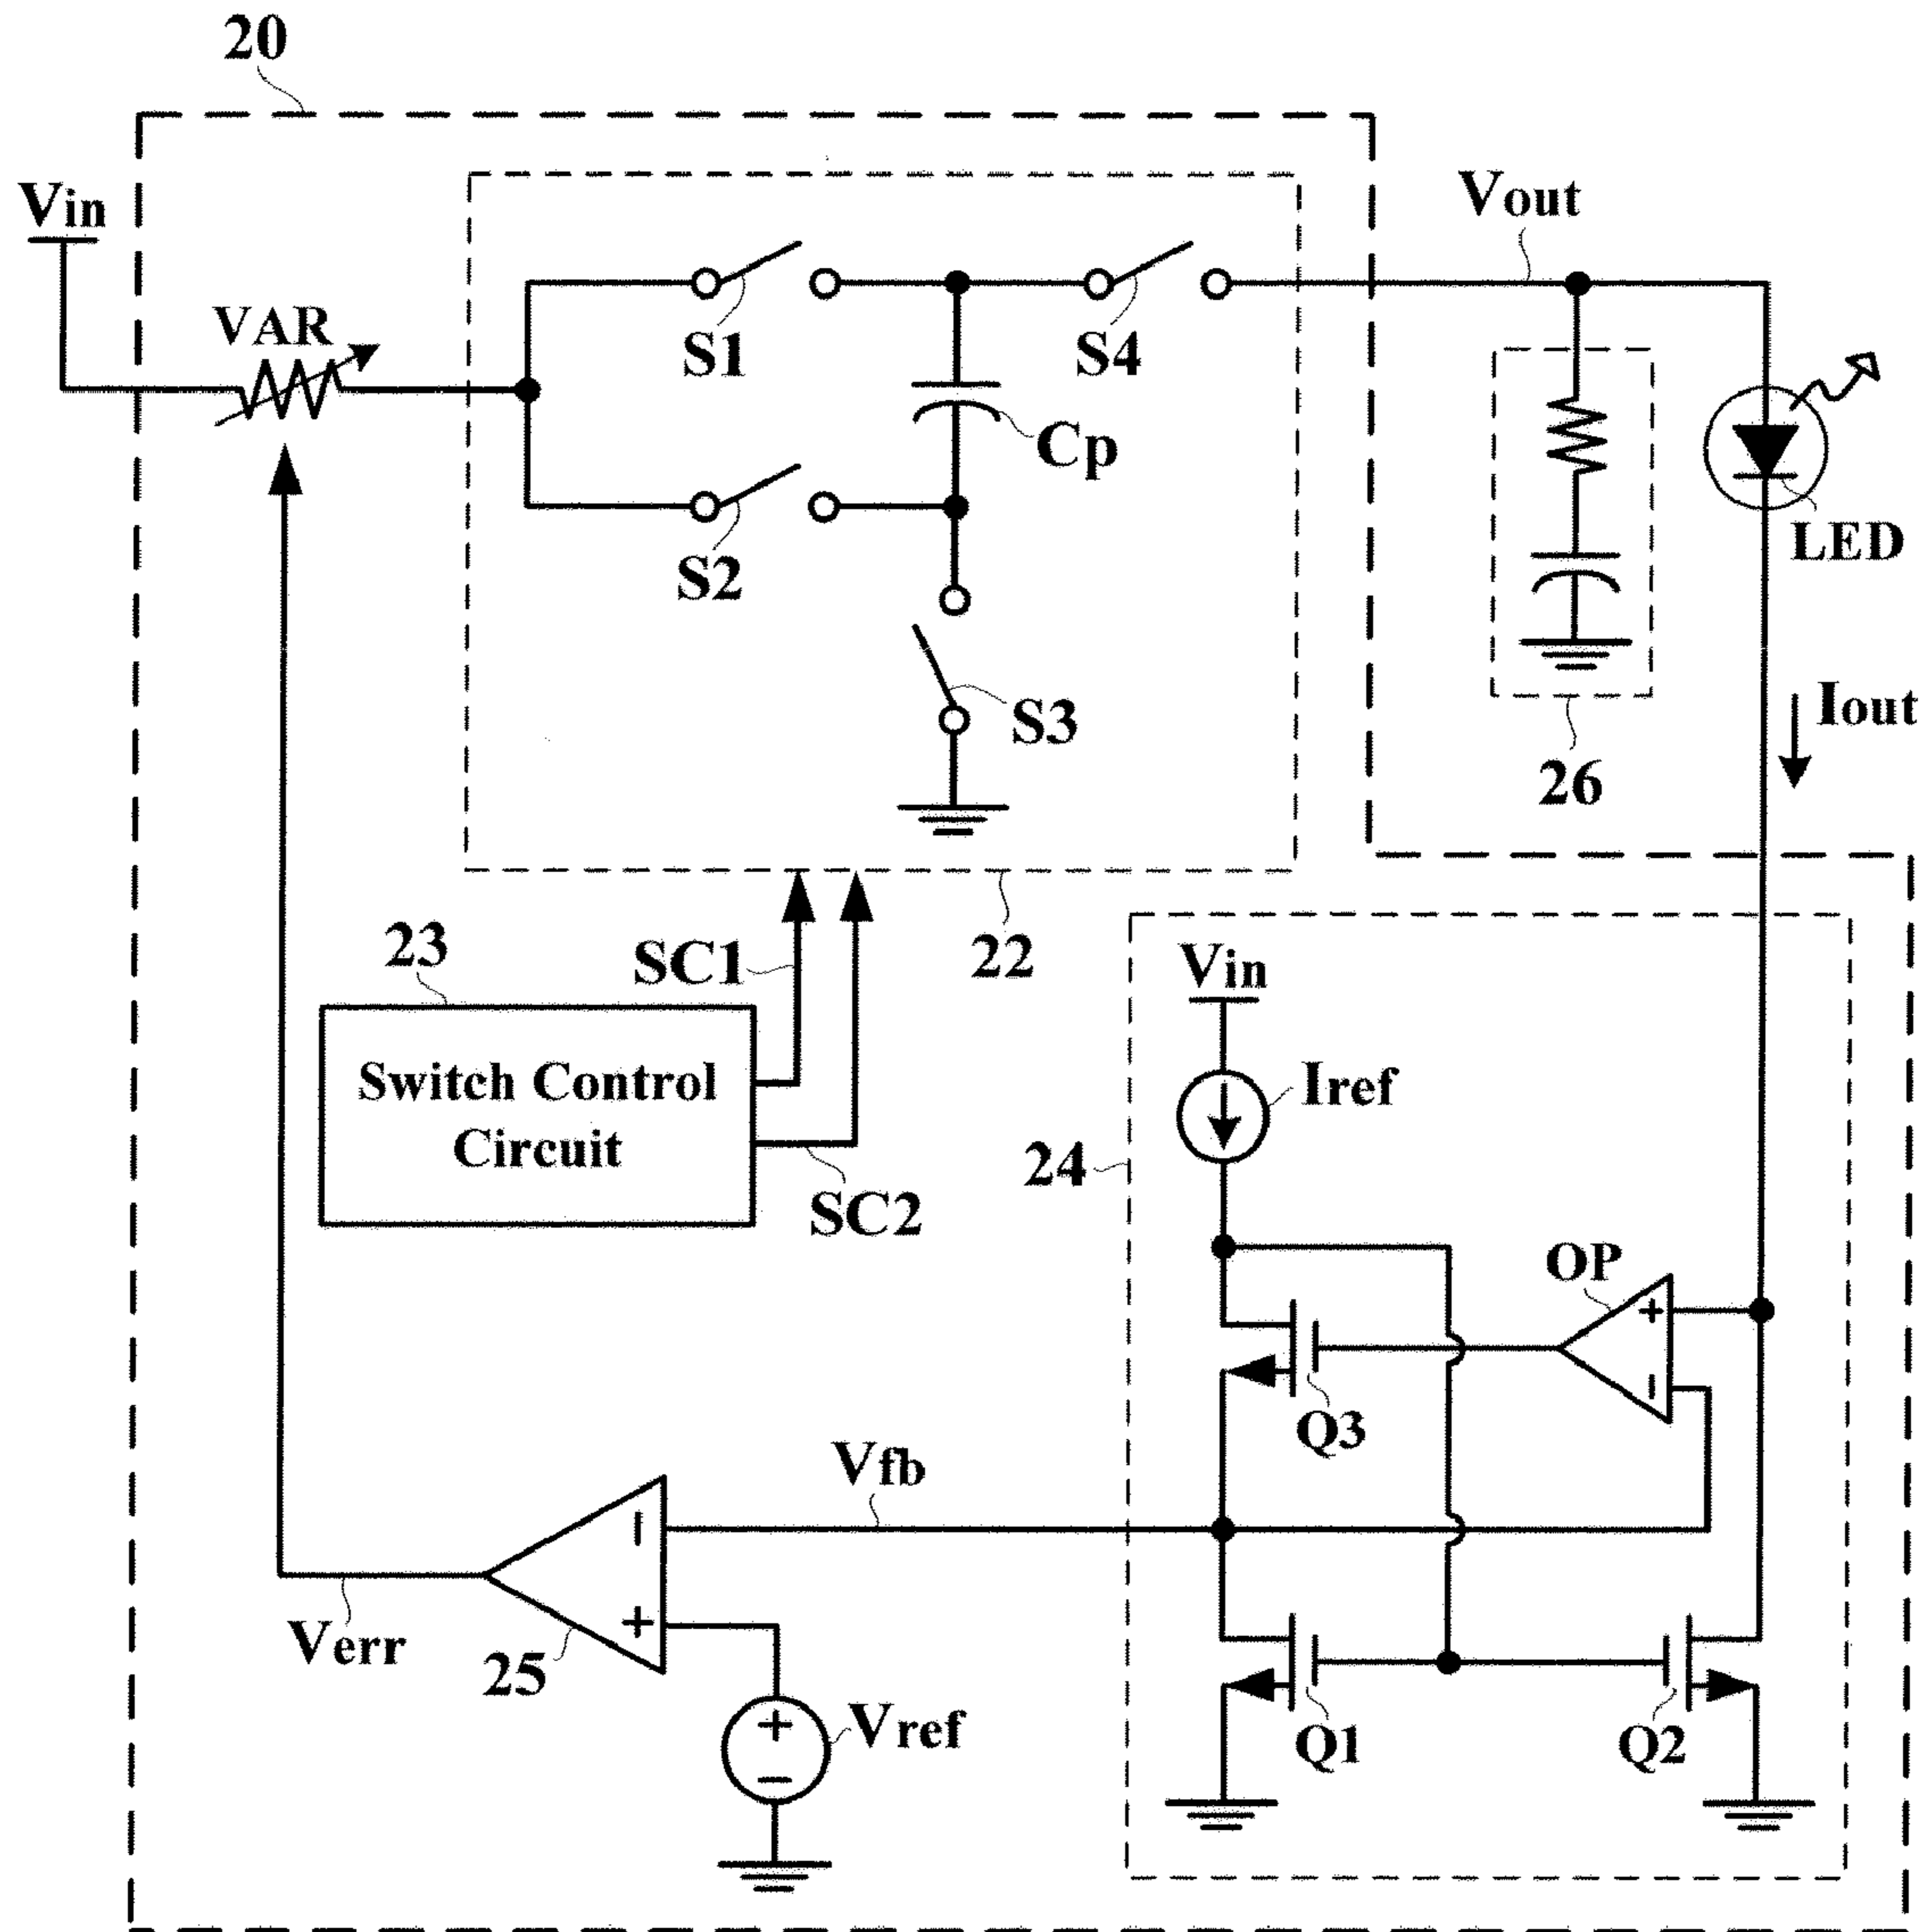 20
Vin
Vout
VAR
S1
S4
Cp
S2
LED
S3
Iout
26
23
SC1
22
Vin
Switch Control
Circuit
Iref
24
SC2
OP
+
−
Q3
Vfb
−
+
Verr
25
Vref
+
−
Q1
Q2